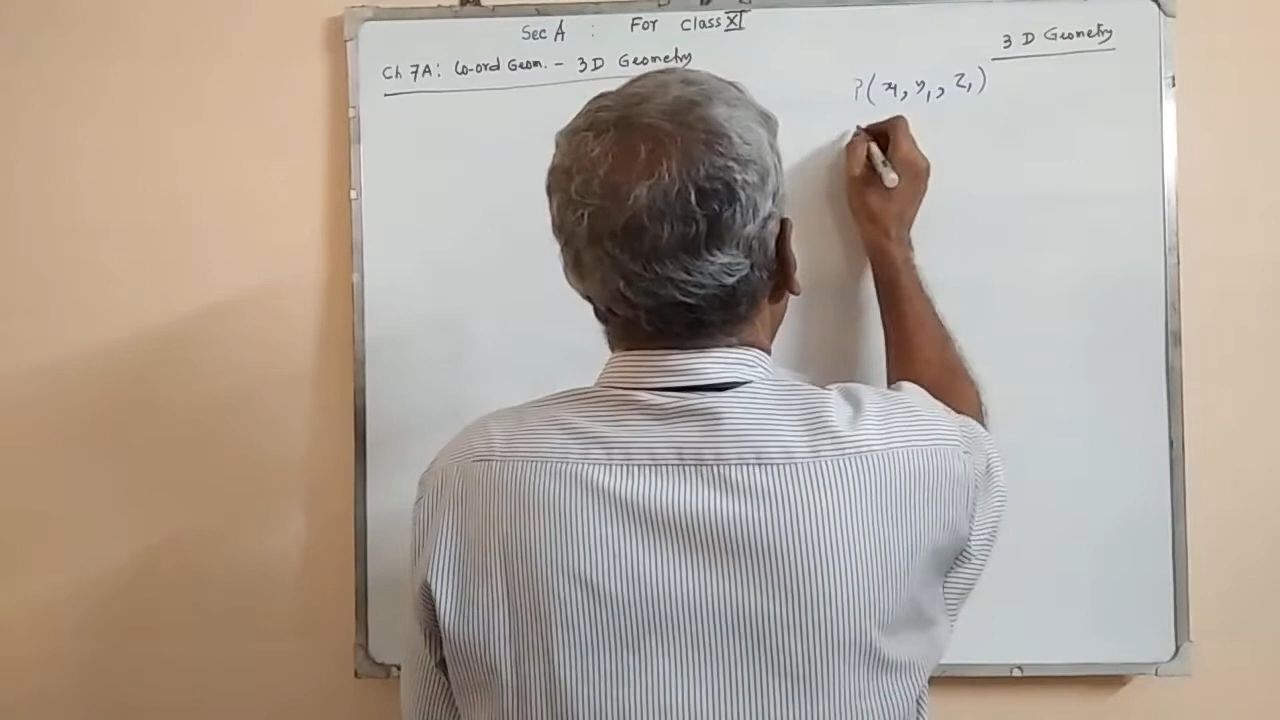 Sec A : For class XI
3 D Geometry
Ch 7A: Co-ord Geom. - 3D Geometry
P(x₁, y₁, z₁)